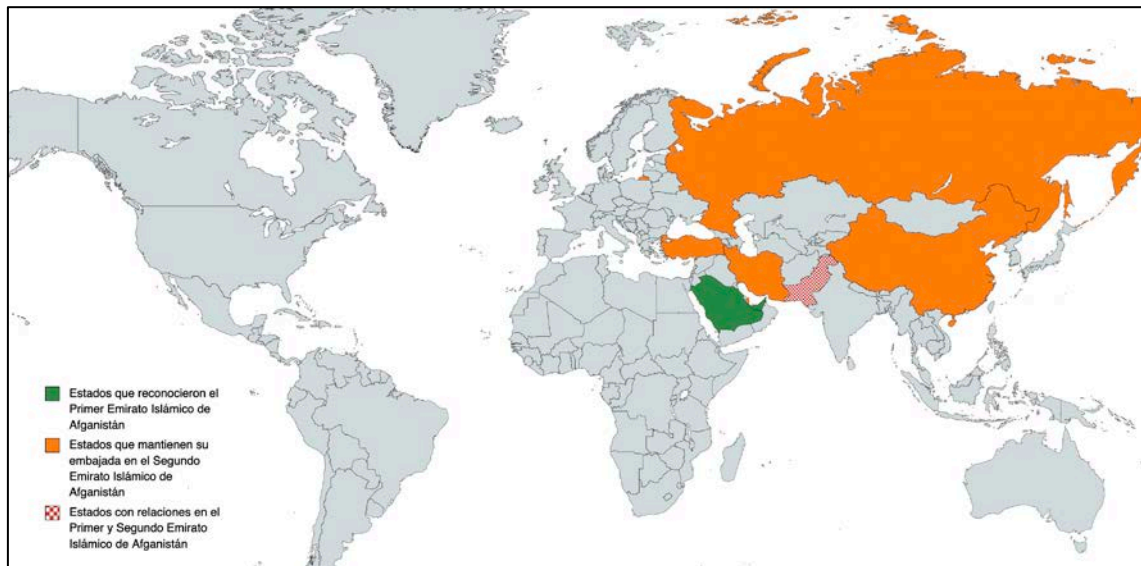 Estados que reconocieron el
Primer Emirato Islámico de
Afganistán
Estados que mantienen su
embajada en el Segundo
Emirato Islámico de
Afganistán
Estados con relaciones en el
Primer y Segundo Emirato
Islámico de Afganistán